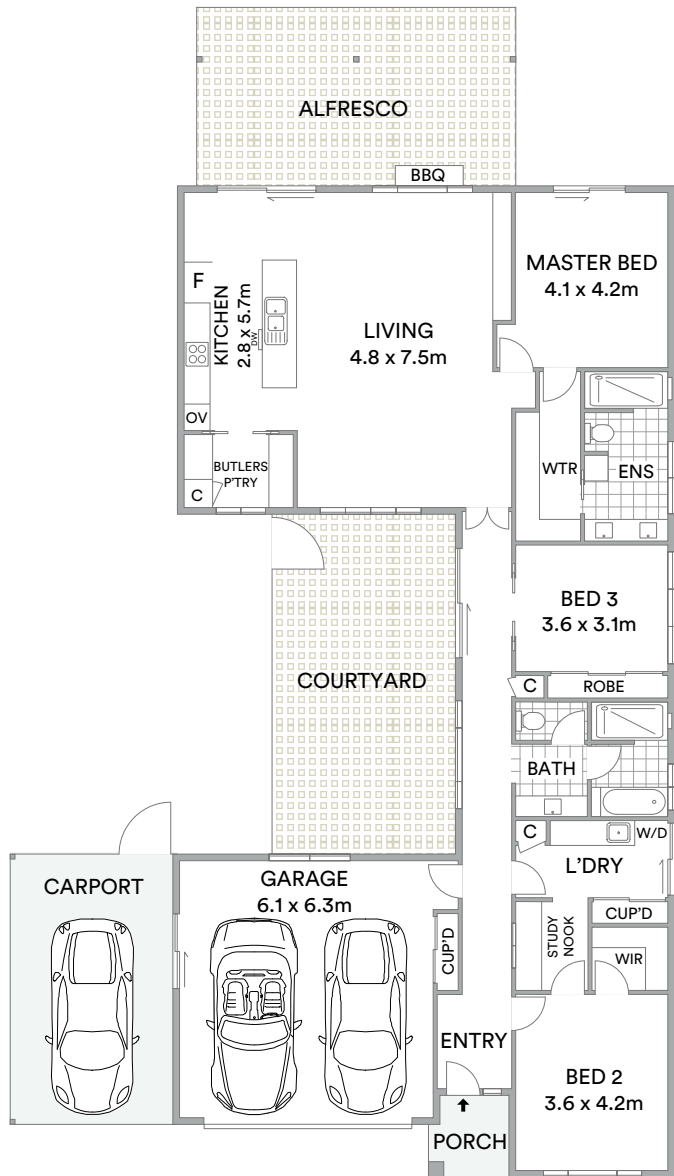 ALFRESCO
BBQ
MASTER BED
4.1 x 4.2m
F
KITCHEN
2.8 x 5.7m
DW
LIVING
4.8 x 7.5m
OV
BUTLERS
P'TRY
C
WTR
ENS
BED 3
3.6 x 3.1m
COURTYARD
C
ROBE
BATH
C
W/D
L'DRY
CARPORT
GARAGE
6.1 x 6.3m
CUP'D
STUDY
NOOK
CUP'D
WIR
ENTRY
BED 2
3.6 x 4.2m
PORCH